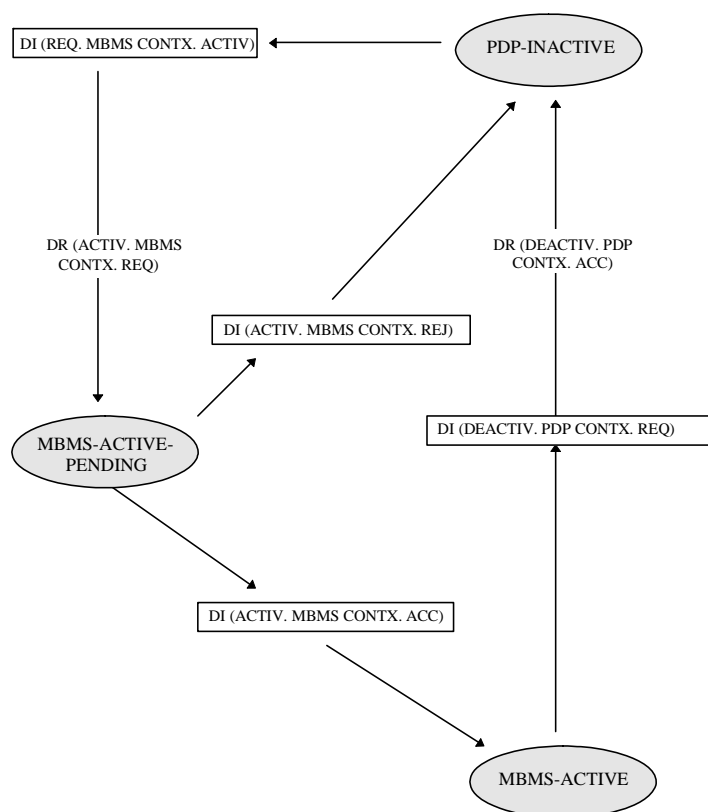 DI (REQ. MBMS CONTX. ACTIV)
PDP-INACTIVE
DR (ACTIV. MBMS
CONTX. REQ)
DR (DEACTIV. PDP
CONTX. ACC)
DI (ACTIV. MBMS CONTX. REJ)
MBMS-ACTIVE-
PENDING
DI (DEACTIV. PDP CONTX. REQ)
DI (ACTIV. MBMS CONTX. ACC)
MBMS-ACTIVE